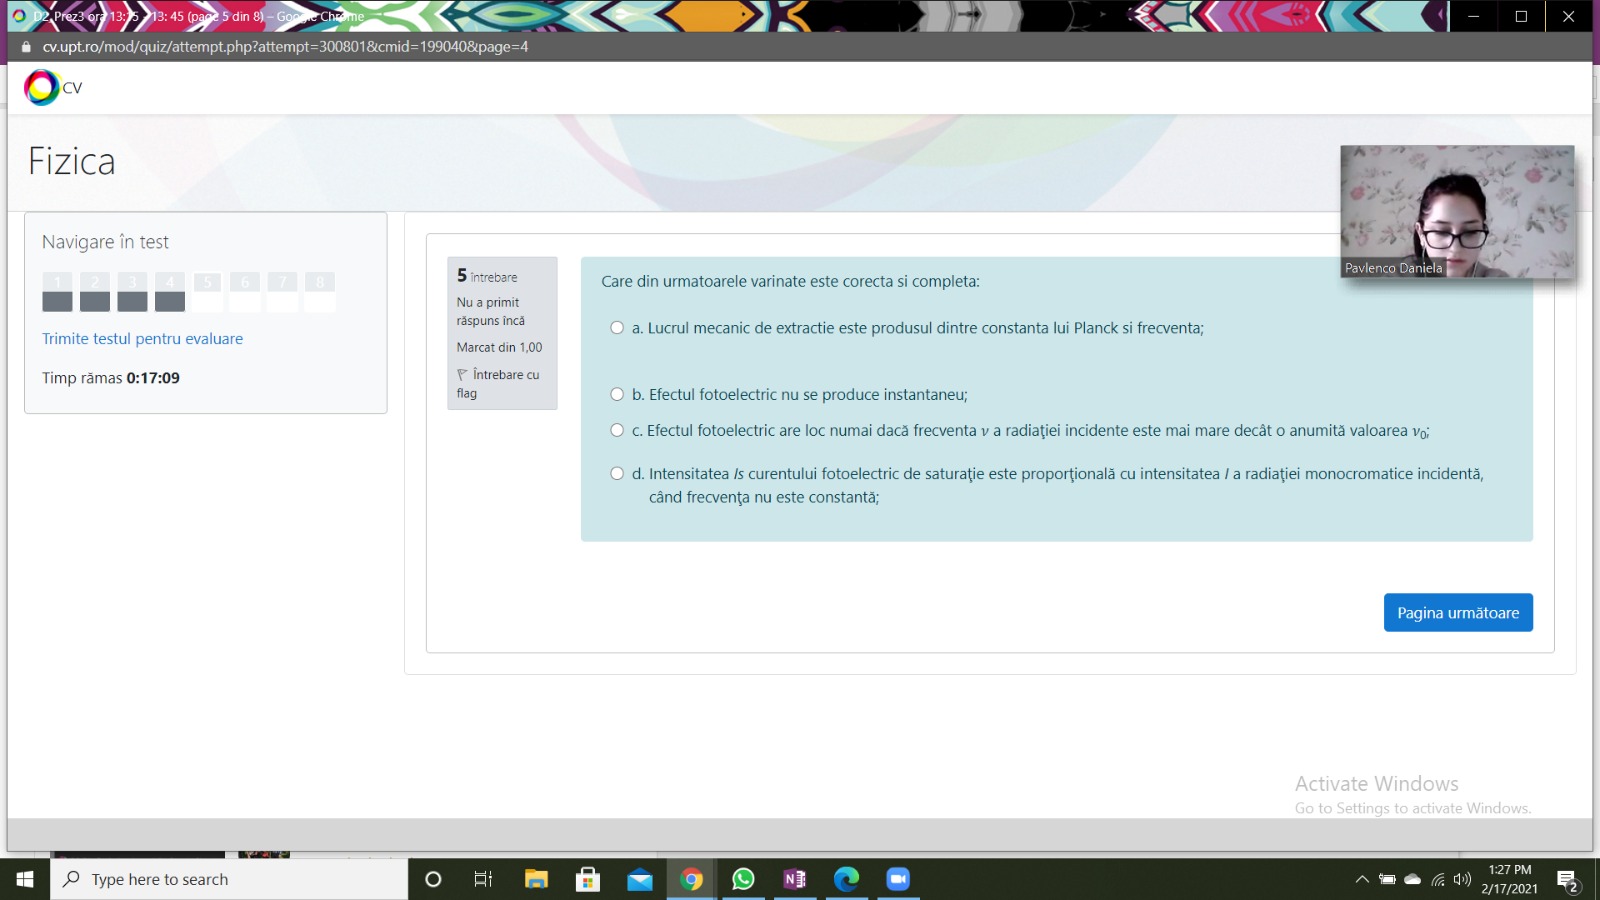 D2_Prez3 ora 13:15 - 13: 45 (page 5 din 8) – Google Chrome
cv.upt.ro/mod/quiz/attempt.php?attempt=300801&cmid=199040&page=4
CV
Fizica
Navigare în test
1 2 3 4 5 6 7 8
Trimite testul pentru evaluare
Timp rămas 0:17:09
5 întrebare
Nu a primit
răspuns încă
Marcat din 1,00
Întrebare cu
flag
Care din urmatoarele varinate este corecta si completa:
a. Lucrul mecanic de extractie este produsul dintre constanta lui Planck si frecventa;
b. Efectul fotoelectric nu se produce instantaneu;
c. Efectul fotoelectric are loc numai dacă frecventa ν a radiaţiei incidente este mai mare decât o anumită valoarea ν₀;
d. Intensitatea Is curentului fotoelectric de saturaţie este proporţională cu intensitatea I a radiaţiei monocromatice incidentă,
când frecvenţa nu este constantă;
Pavlenco Daniela
Pagina următoare
Activate Windows
Go to Settings to activate Windows.
Type here to search
1:27 PM
2/17/2021
2